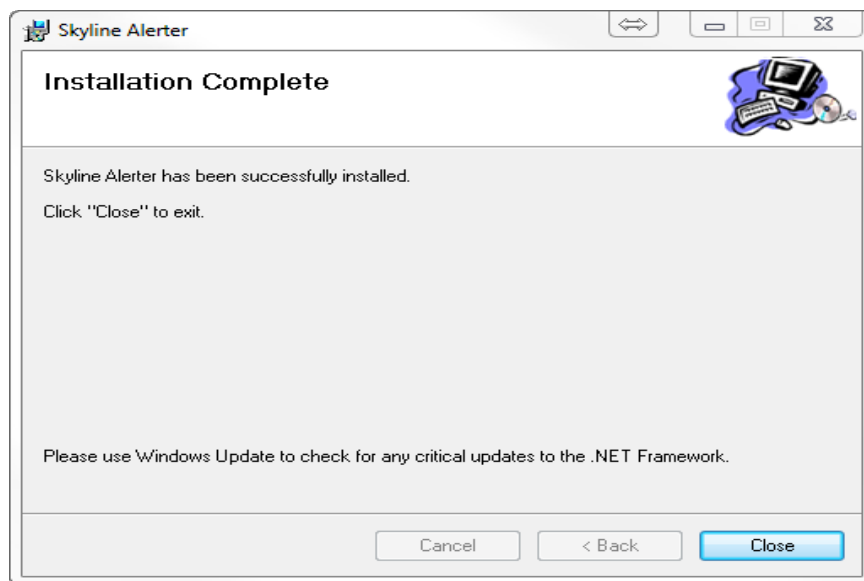 Skyline Alerter
Installation Complete
Skyline Alerter has been successfully installed.
Click "Close" to exit.
Please use Windows Update to check for any critical updates to the .NET Framework.
Cancel
< Back
Close